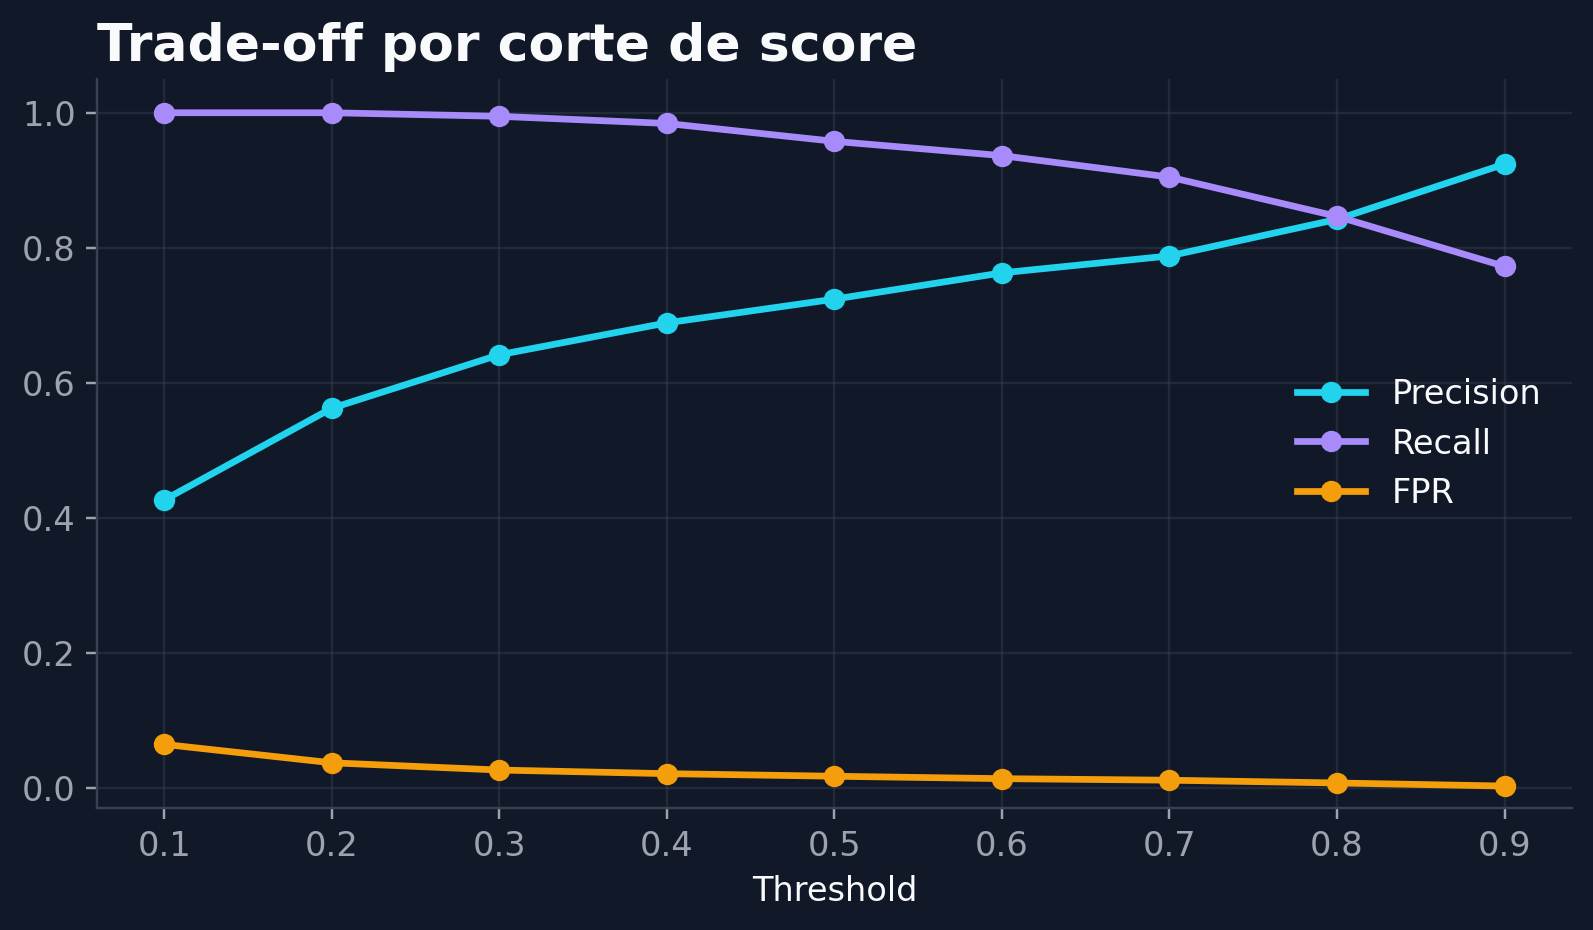 Trade-off por corte de score
1.0
0.8
0.6
0.4
0.2
0.0
Precision
Recall
FPR
0.1 0.2 0.3 0.4 0.5 0.6 0.7 0.8 0.9
Threshold